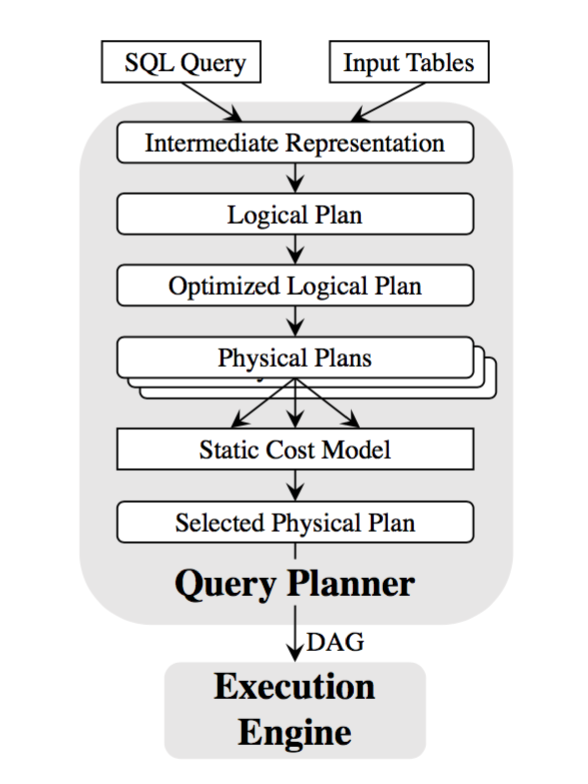 SQL Query
Input Tables
Intermediate Representation
Logical Plan
Optimized Logical Plan
Physical Plans
Static Cost Model
Selected Physical Plan
Query Planner
DAG
Execution
Engine